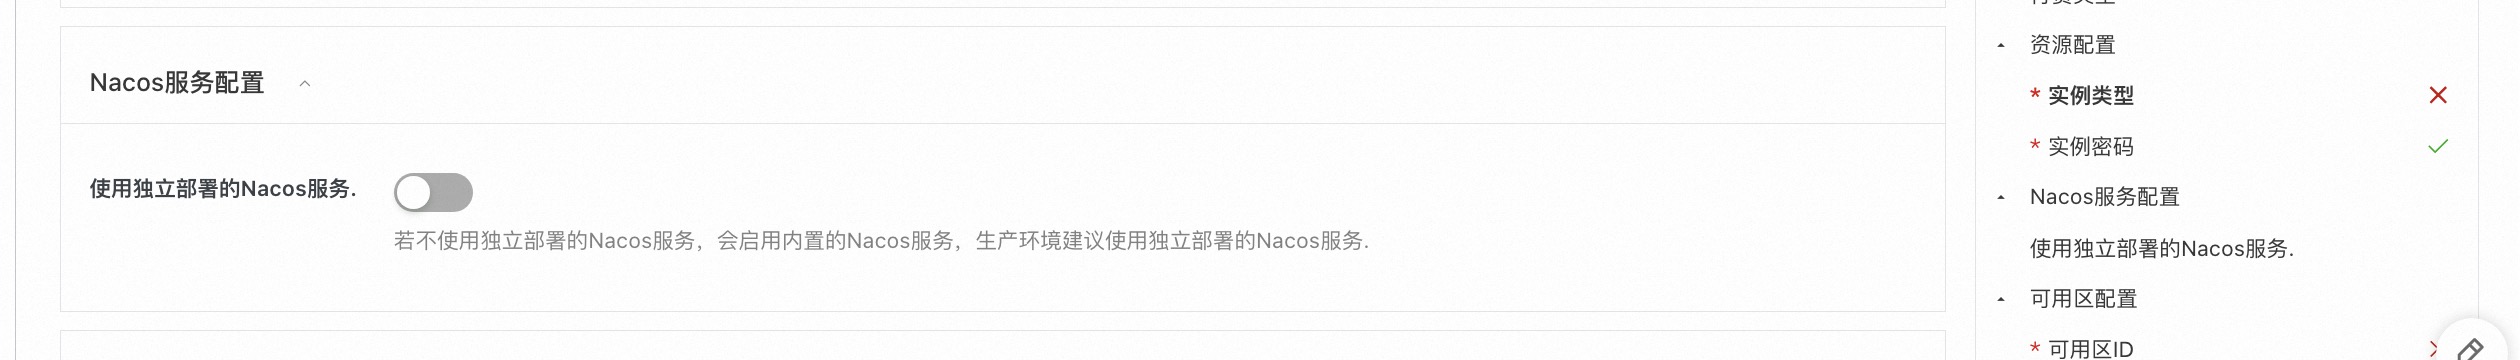 Nacos服务配置
使用独立部署的Nacos服务.
若不使用独立部署的Nacos服务，会启用内置的Nacos服务，生产环境建议使用独立部署的Nacos服务.
资源配置
* 实例类型
* 实例密码
Nacos服务配置
使用独立部署的Nacos服务.
可用区配置
* 可用区ID